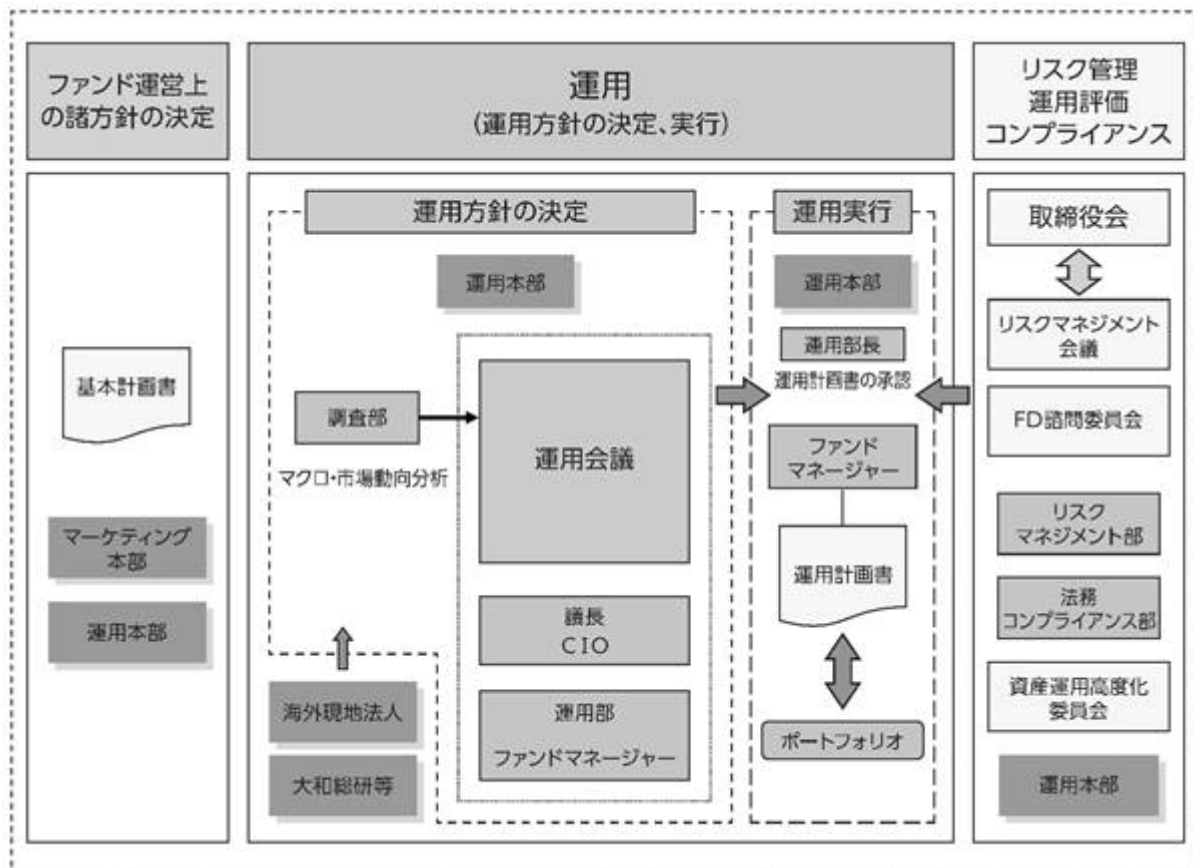 ファンド運営上
の諸方針の決定
運用
(運用方針の決定、実行)
リスク管理
運用評価
コンプライアンス
基本計画書
マーケティング
本部
運用本部
運用方針の決定
運用本部
調査部
マクロ・市場動向分析
運用会議
議長
CIO
運用部
ファンドマネージャー
海外現地法人
大和総研等
運用実行
運用本部
運用部長
運用計画書の承認
ファンド
マネージャー
運用計画書
ポートフォリオ
取締役会
リスクマネジメント
会議
FD諮問委員会
リスク
マネジメント部
法務
コンプライアンス部
資産運用高度化
委員会
運用本部